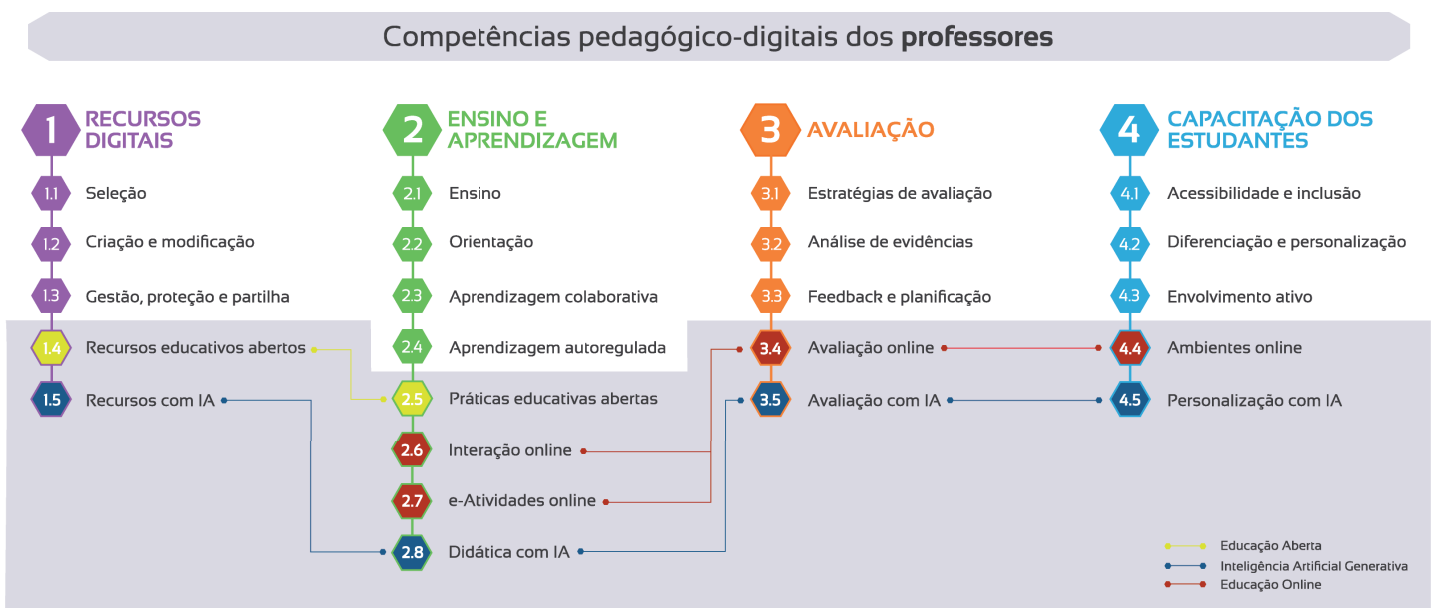 Competências pedagógico-digitais dos professores
1
RECURSOS
DIGITAIS
1.1 Seleção
1.2 Criação e modificação
1.3 Gestão, proteção e partilha
1.4 Recursos educativos abertos
1.5 Recursos com IA
2
ENSINO E
APRENDIZAGEM
2.1 Ensino
2.2 Orientação
2.3 Aprendizagem colaborativa
2.4 Aprendizagem autoregulada
2.5 Práticas educativas abertas
2.6 Interação online
2.7 e-Atividades online
2.8 Didática com IA
3 AVALIAÇÃO
3.1 Estratégias de avaliação
3.2 Análise de evidências
3.3 Feedback e planificação
3.4 Avaliação online
3.5 Avaliação com IA
4
CAPACITAÇÃO DOS
ESTUDANTES
4.1 Acessibilidade e inclusão
4.2 Diferenciação e personalização
4.3 Envolvimento ativo
4.4 Ambientes online
4.5 Personalização com IA
Educação Aberta
Inteligência Artificial Generativa
Educação Online